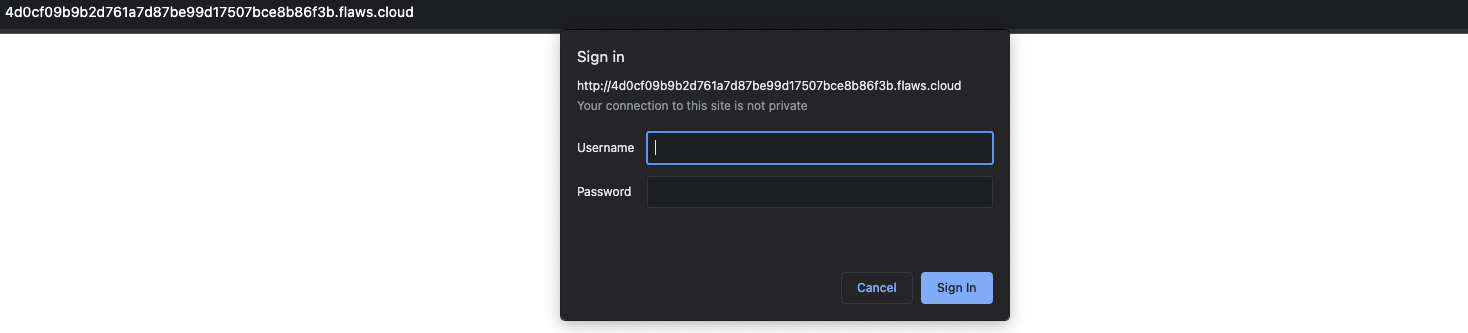 4d0cf09b9b2d761a7d87be99d17507bce8b86f3b.flaws.cloud
Sign in
http://4d0cf09b9b2d761a7d87be99d17507bce8b86f3b.flaws.cloud
Your connection to this site is not private
Username
Password
Cancel Sign In